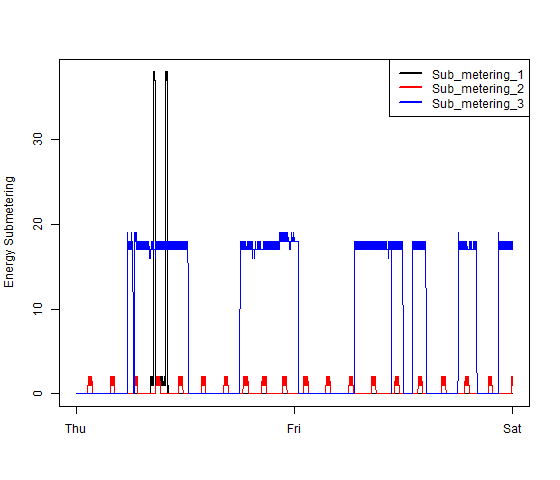 Sub_metering_1
Sub_metering_2
Sub_metering_3
Energy Submetering
30
20
10
0
Thu Fri Sat